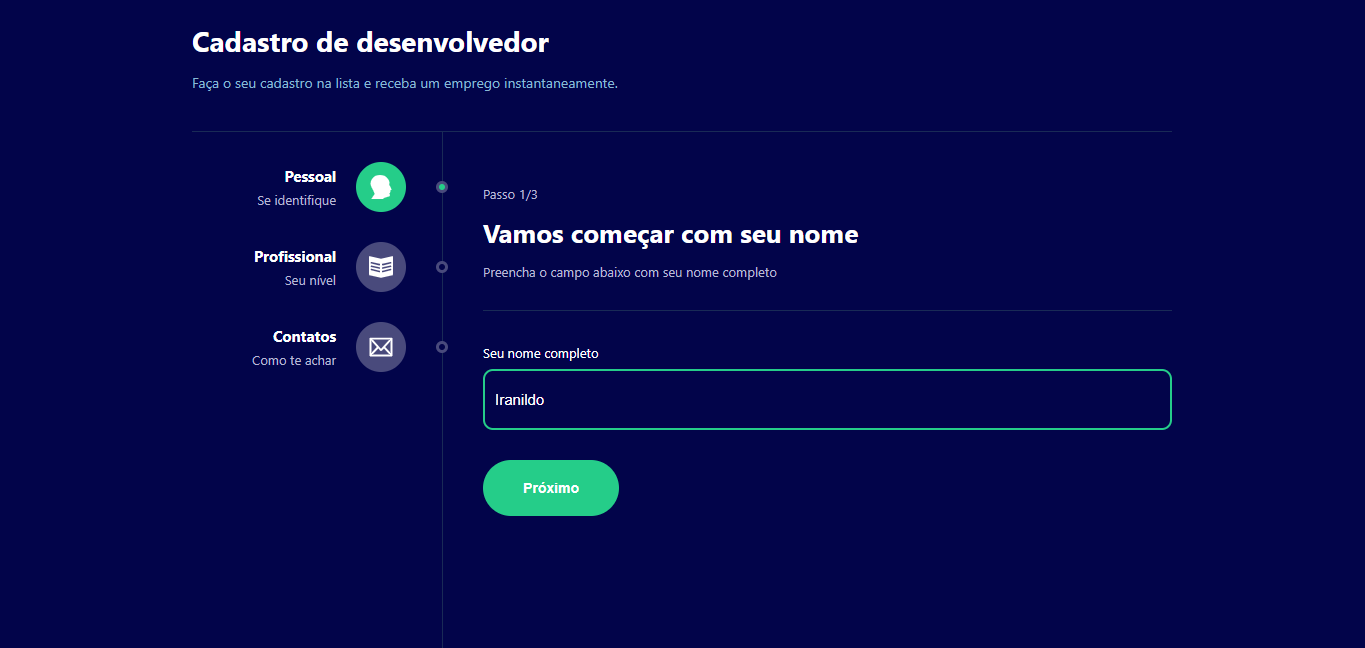 Cadastro de desenvolvedor
Faça o seu cadastro na lista e receba um emprego instantaneamente.
Pessoal
Se identifique
Profissional
Seu nível
Contatos
Como te achar
Passo 1/3
Vamos começar com seu nome
Preencha o campo abaixo com seu nome completo
Seu nome completo
Iranildo
Próximo